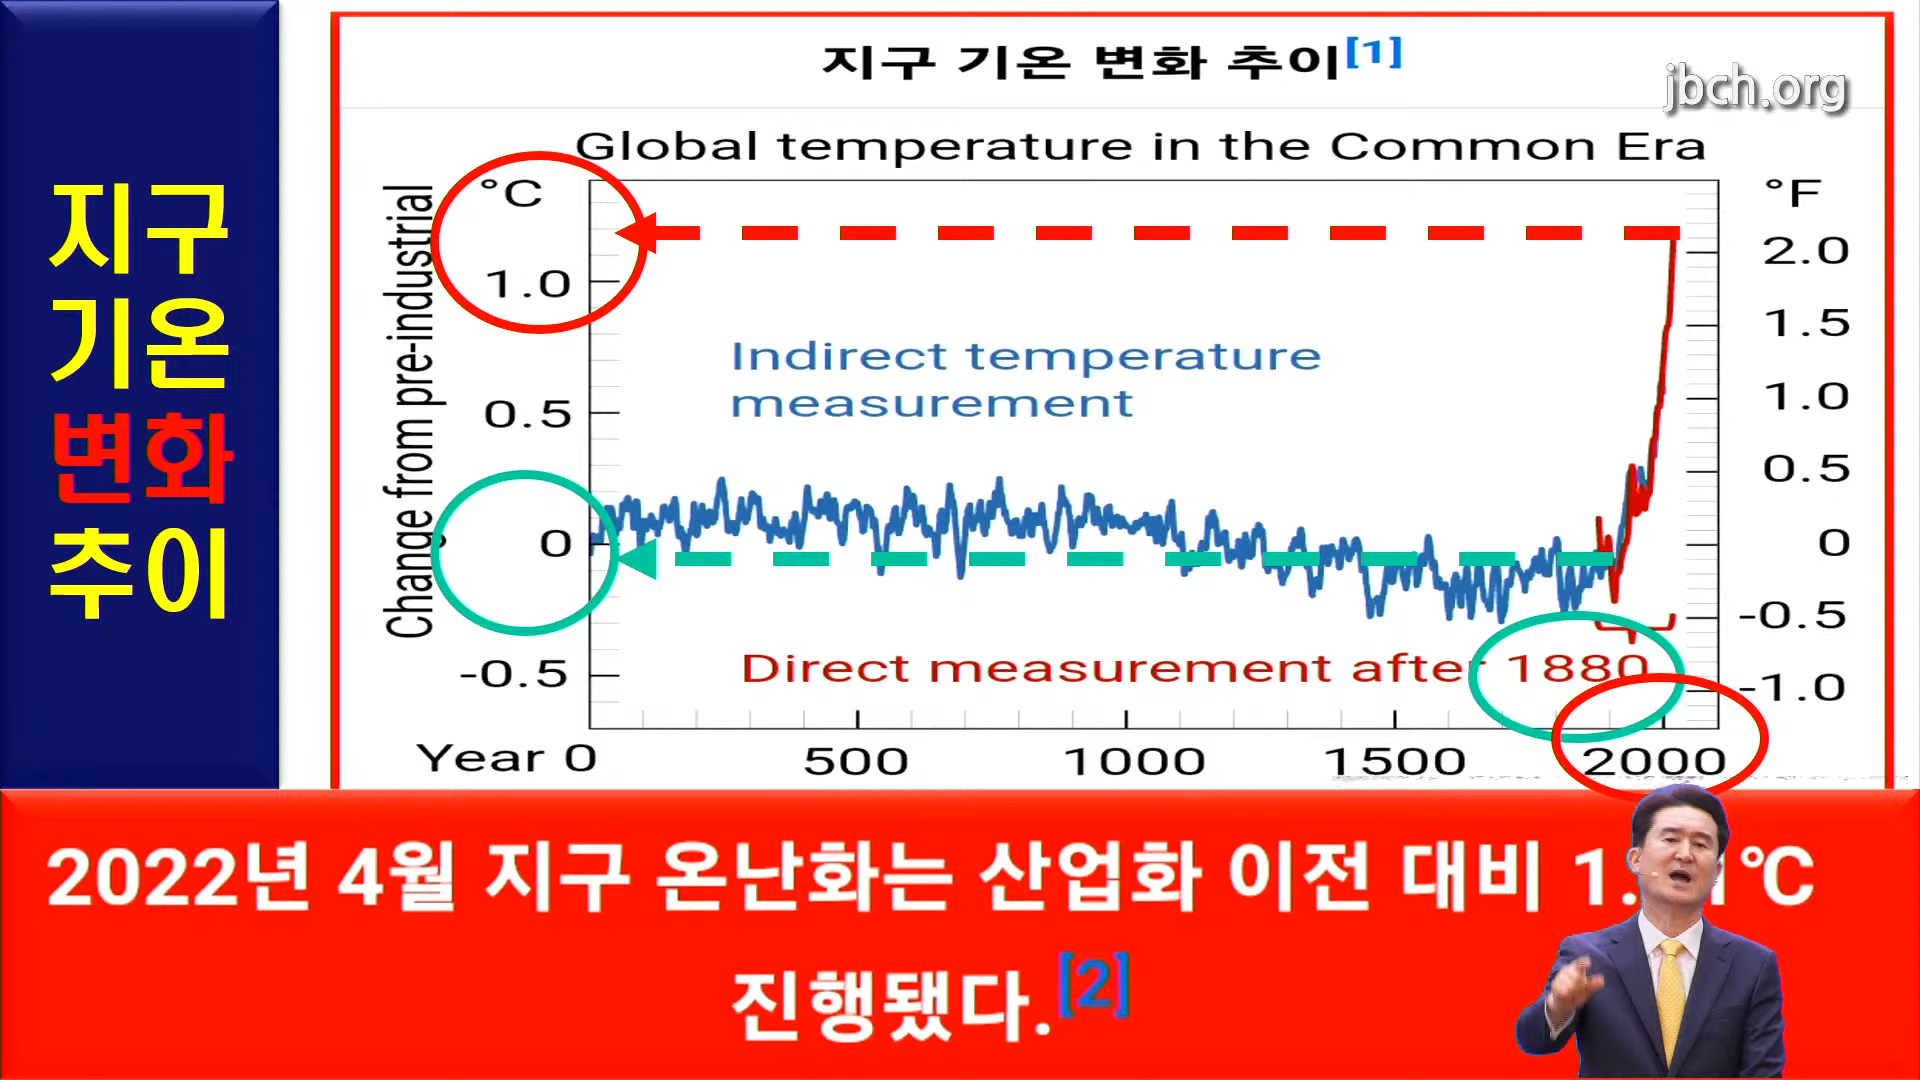 지구
기온
변화
추이
지구 기온 변화 추이[1]
jbch.org
Global temperature in the Common Era
°C
°F
Change from pre-industrial
1.0
0.5
0
-0.5
2.0
1.5
1.0
0.5
0
-0.5
-1.0
Indirect temperature
measurement
Direct measurement after 1880
Year 0 500 1000 1500 2000
2022년 4월 지구 온난화는 산업화 이전 대비
진행됐다.[2]